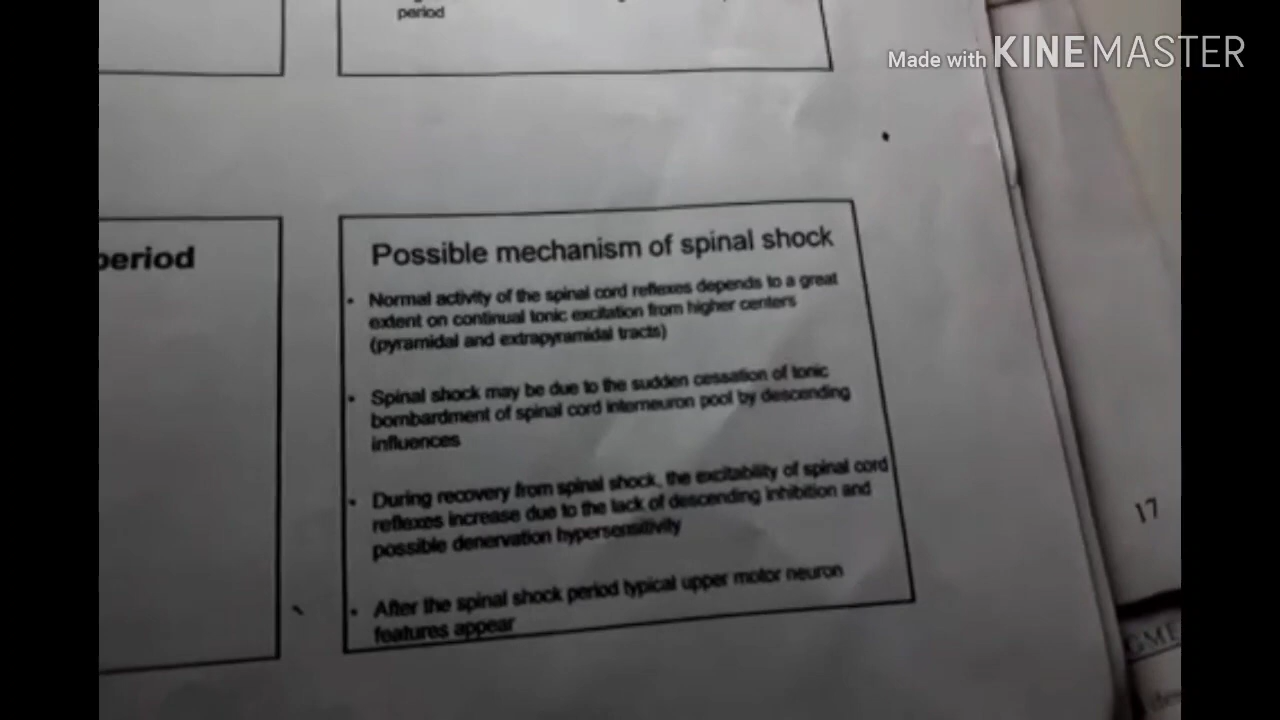 period
Made with KINEMASTER
period
Possible mechanism of spinal shock
• Normal activity of the spinal cord reflexes depends to a great
extent on continual tonic excitation from higher centers
(pyramidal and extrapyramidal tracts)
• Spinal shock may be due to the sudden cessation of tonic
bombardment of spinal cord interneuron pool by descending
influences
• During recovery from spinal shock, the excitability of spinal cord
reflexes increase due to the lack of descending inhibition and
possible denervation hypersensitivity
• After the spinal shock period typical upper motor neuron
features appear
17